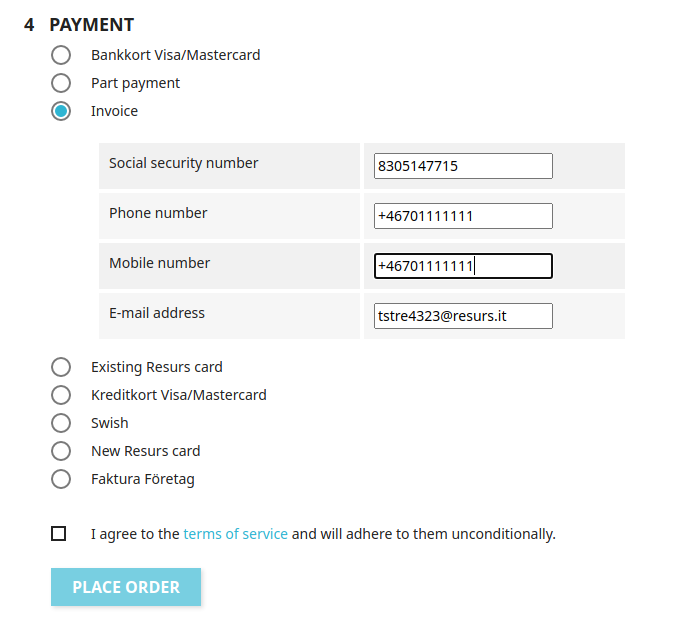 4 PAYMENT
Bankkort Visa/Mastercard
Part payment
Invoice
Social security number 8305147715
Phone number +46701111111
Mobile number +46701111111
E-mail address tstre4323@resurs.it
Existing Resurs card
Kreditkort Visa/Mastercard
Swish
New Resurs card
Faktura Företag
I agree to the terms of service and will adhere to them unconditionally.
PLACE ORDER